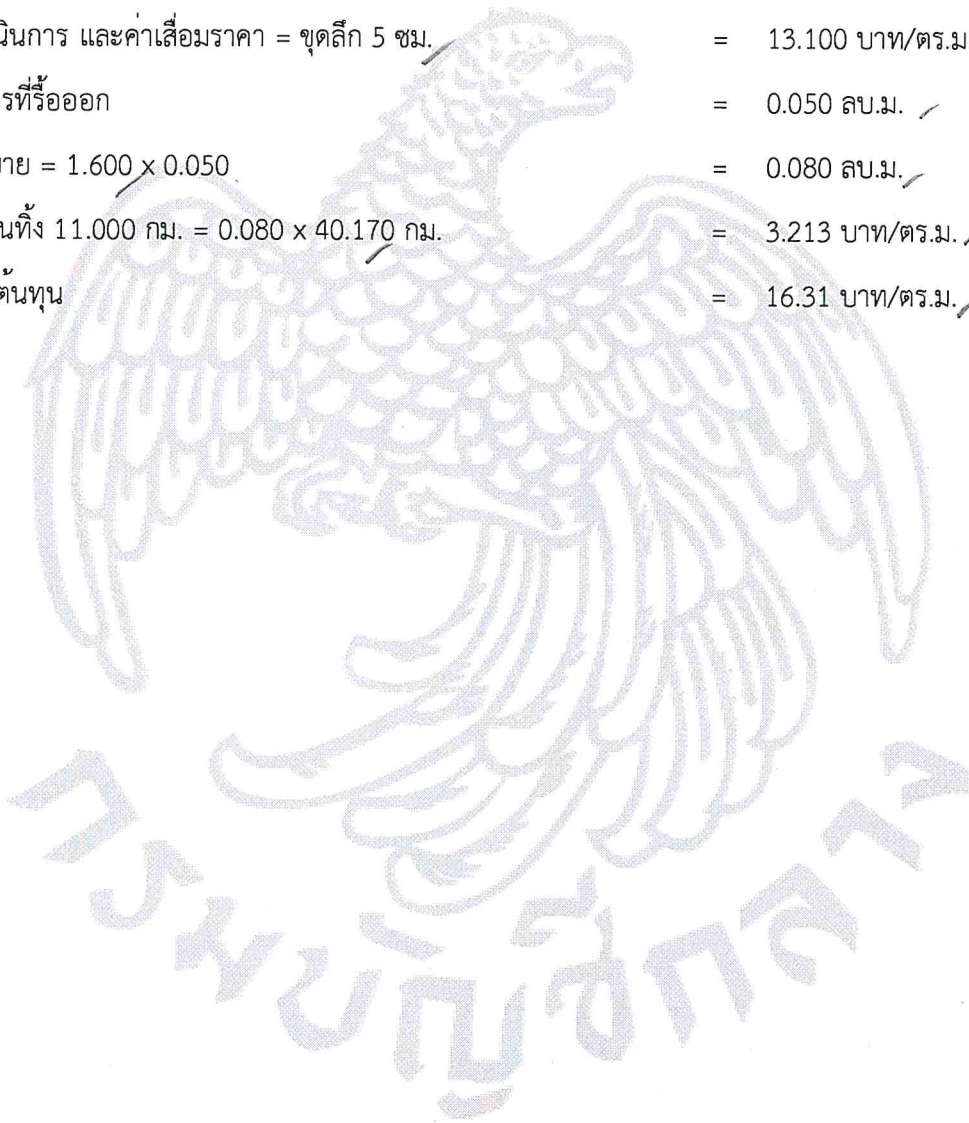 นินการ และค่าเสื่อมราคา = ขุดลึก 5 ซม. = 13.100 บาท/ตร.ม
รที่รื้อออก = 0.050 ลบ.ม.
ยาย = 1.600 x 0.050 = 0.080 ลบ.ม.
นทิ้ง 11.000 กม. = 0.080 x 40.170 กม. = 3.213 บาท/ตร.ม.
ต้นทุน = 16.31 บาท/ตร.ม.
กรมบัญชีกลาง